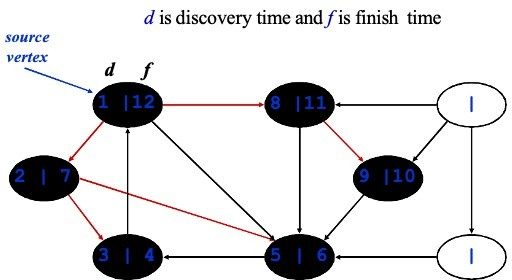 d is discovery time and f is finish time
source
vertex
d f
1 |12
8 |11
|
2 | 7
9 |10
3 | 4
5 | 6
|